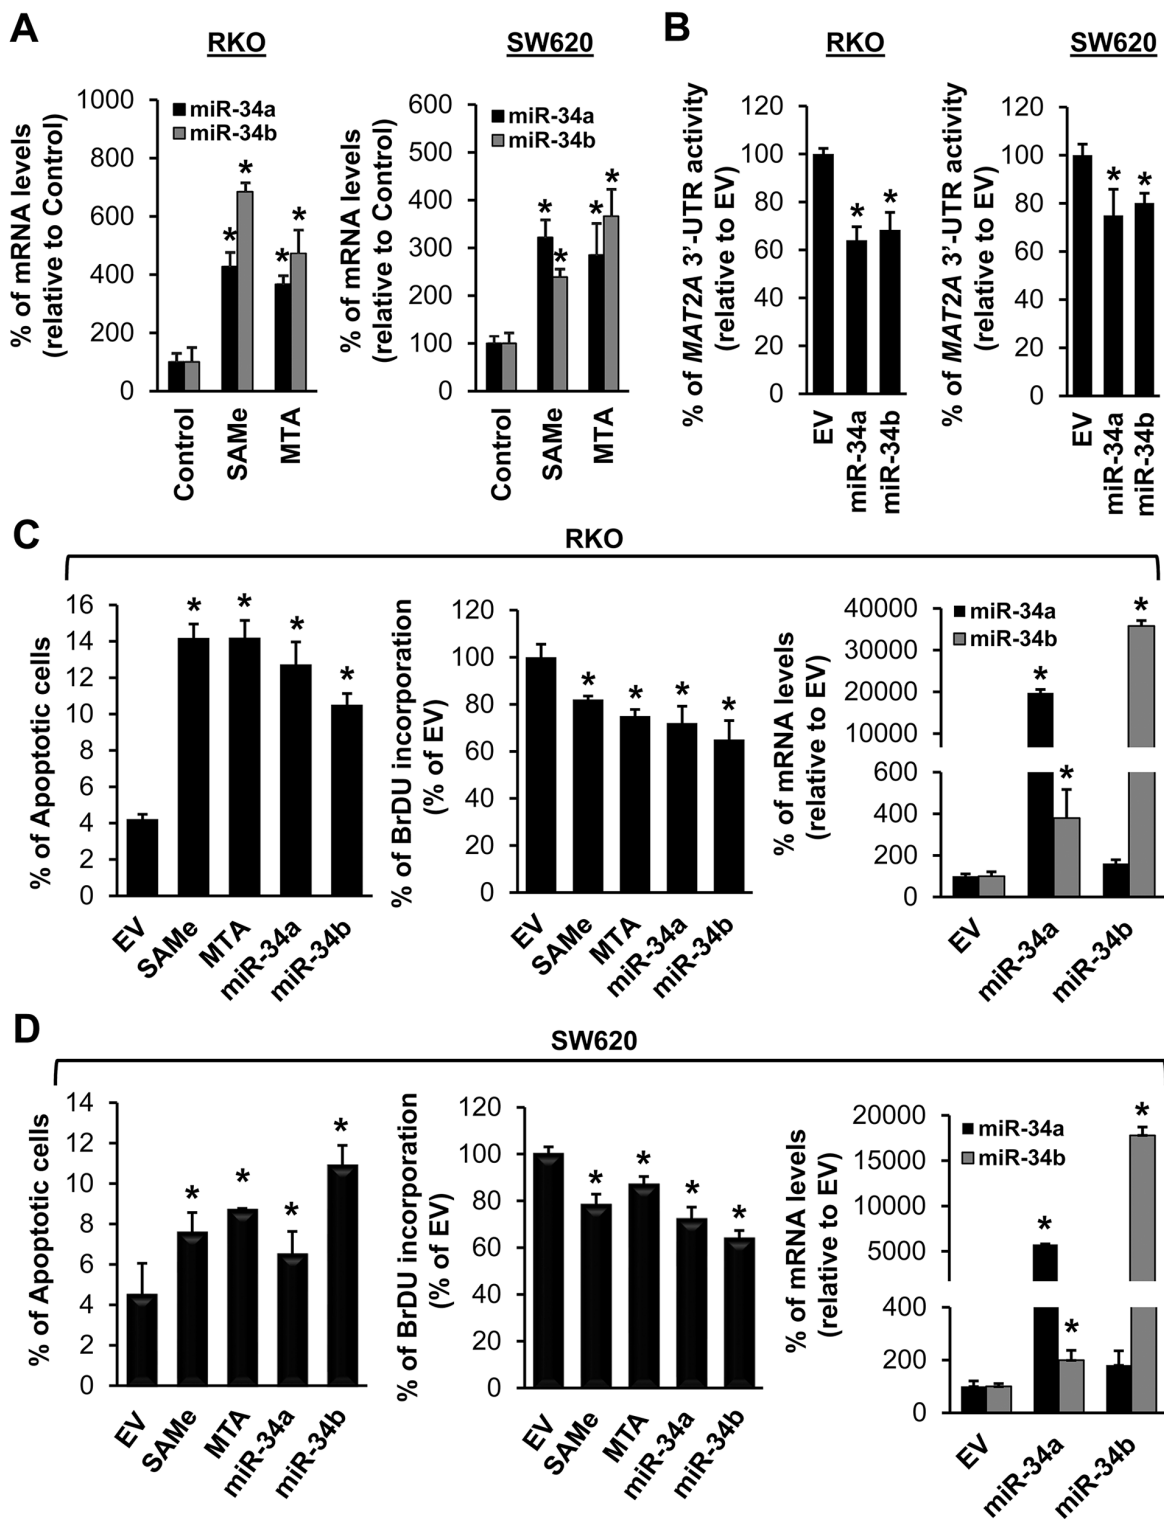 A
RKO
% of mRNA levels
(relative to Control)
1000
800
600
400
200
0
miR-34a
miR-34b
*
*
*
*
Control
SAMe
MTA
SW620
% of mRNA levels
(relative to Control)
600
500
400
300
200
100
0
miR-34a
miR-34b
*
*
*
*
Control
SAMe
MTA
B
RKO
% of MAT2A 3'-UTR activity
(relative to EV)
120
100
80
60
40
20
0
*
*
EV
miR-34a
miR-34b
SW620
% of MAT2A 3'-UTR activity
(relative to EV)
120
100
80
60
40
20
0
*
*
EV
miR-34a
miR-34b
C
RKO
% of Apoptotic cells
16
14
12
10
8
6
4
2
0
*
*
*
*
EV
SAMe
MTA
miR-34a
miR-34b
% of BrDU incorporation
(% of EV)
120
100
80
60
40
20
0
*
*
*
*
EV
SAMe
MTA
miR-34a
miR-34b
% of mRNA levels
(relative to EV)
40000
30000
20000
10000
600
400
200
0
miR-34a
miR-34b
*
*
*
EV
miR-34a
miR-34b
D
SW620
% of Apoptotic cells
14
12
10
8
6
4
2
0
*
*
*
*
EV
SAMe
MTA
miR-34a
miR-34b
% of BrDU incorporation
(% of EV)
120
100
80
60
40
20
0
*
*
*
*
EV
SAMe
MTA
miR-34a
miR-34b
% of mRNA levels
(relative to EV)
20000
15000
10000
5000
400
200
0
miR-34a
miR-34b
*
*
*
EV
miR-34a
miR-34b